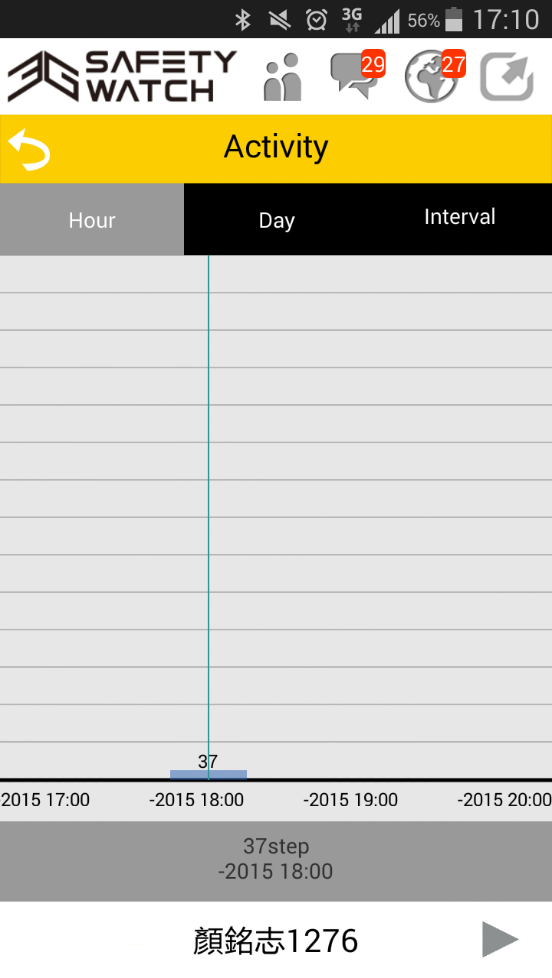 3G 56% 17:10
3G SAFETY WATCH 29 27
Activity
Hour Day Interval
37
-2015 17:00 -2015 18:00 -2015 19:00 -2015 20:00
37step
-2015 18:00
顏銘志1276